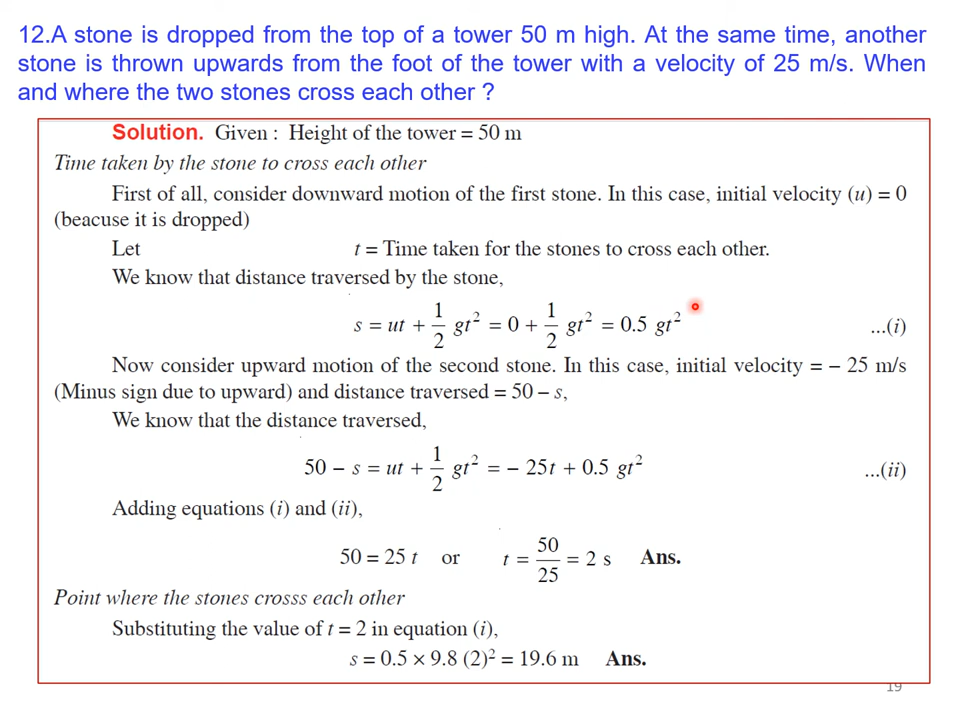 12.A stone is dropped from the top of a tower 50 m high. At the same time, another
stone is thrown upwards from the foot of the tower with a velocity of 25 m/s. When
and where the two stones cross each other ?
Solution. Given : Height of the tower = 50 m
Time taken by the stone to cross each other
First of all, consider downward motion of the first stone. In this case, initial velocity (u) = 0
(beacuse it is dropped)
Let t = Time taken for the stones to cross each other.
We know that distance traversed by the stone,
s = ut + 1/2 gt² = 0 + 1/2 gt² = 0.5 gt² ...(i)
Now consider upward motion of the second stone. In this case, initial velocity = – 25 m/s
(Minus sign due to upward) and distance traversed = 50 – s,
We know that the distance traversed,
50 – s = ut + 1/2 gt² = – 25t + 0.5 gt² ...(ii)
Adding equations (i) and (ii),
50 = 25 t or t = 50/25 = 2 s Ans.
Point where the stones crosss each other
Substituting the value of t = 2 in equation (i),
s = 0.5 × 9.8 (2)² = 19.6 m Ans.
19